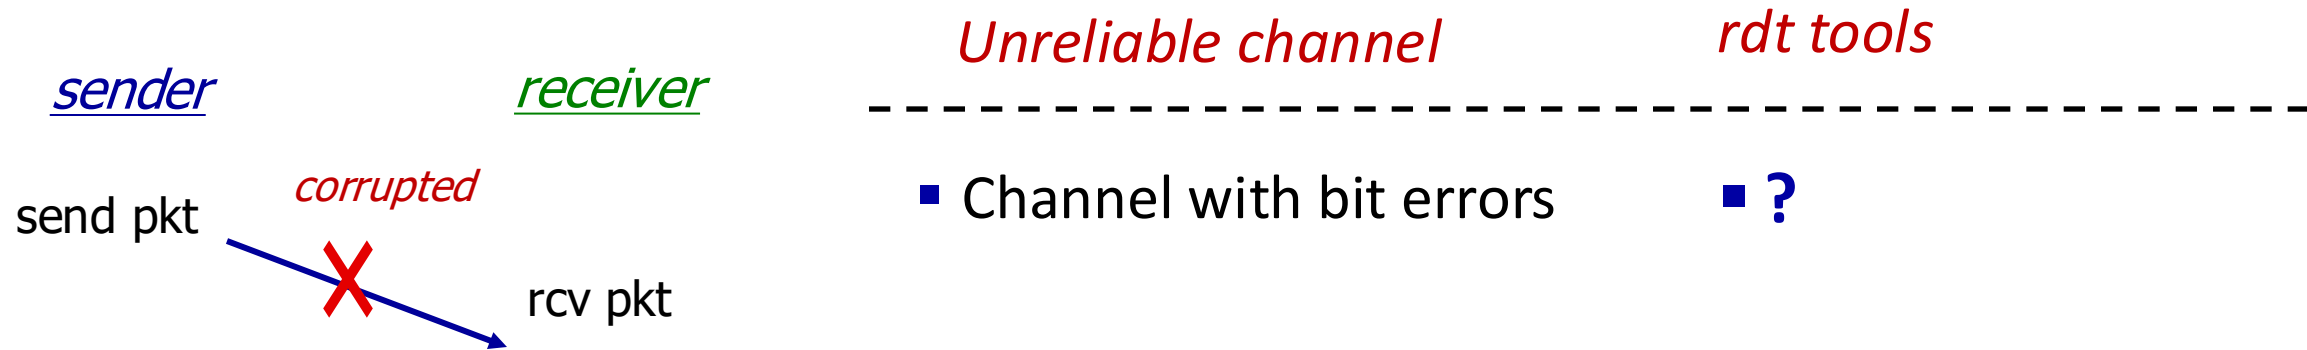 sender
receiver
corrupted
send pkt
rcv pkt
Unreliable channel
rdt tools
Channel with bit errors
?